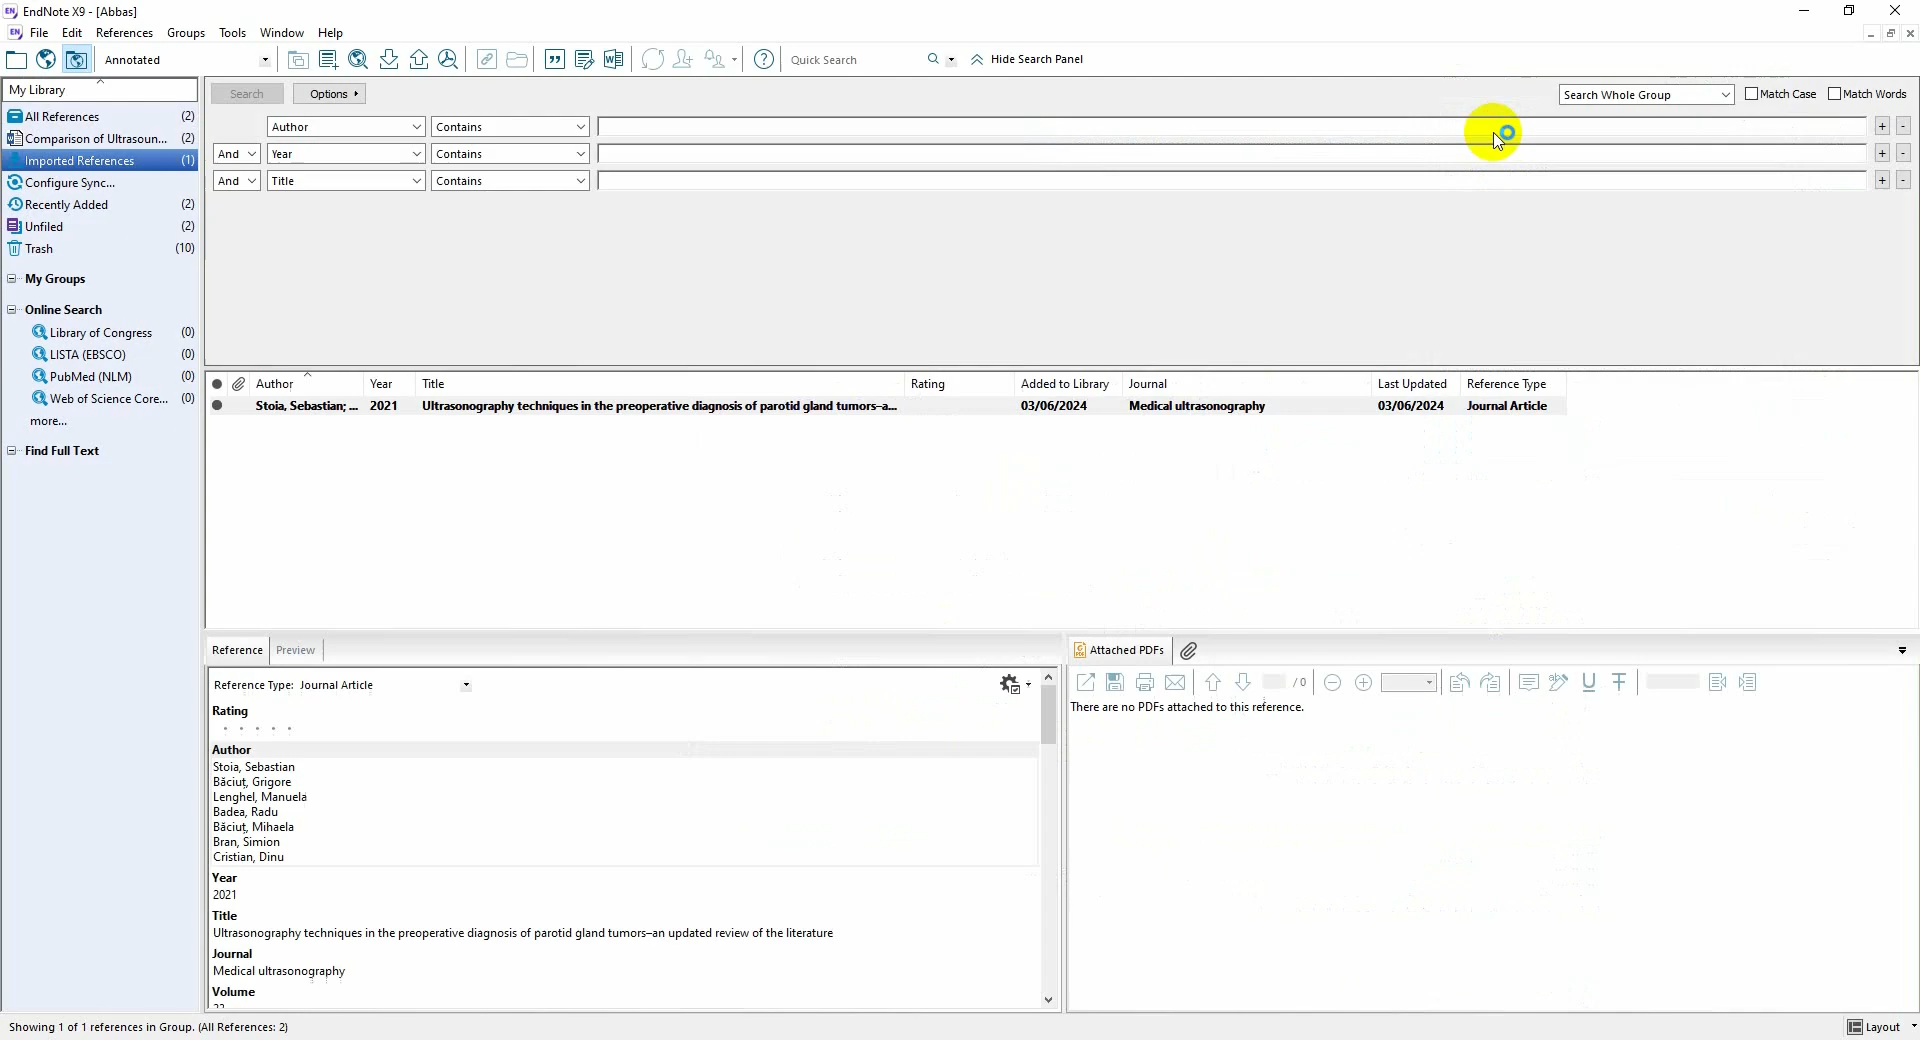 EndNote X9 - [Abbas]
File Edit References Groups Tools Window Help
Annotated
Quick Search
Hide Search Panel
My Library
All References (2)
Comparison of Ultrasoun... (2)
Imported References (1)
Configure Sync...
Recently Added (2)
Unfiled (2)
Trash (10)
My Groups
Online Search
Library of Congress (0)
LISTA (EBSCO) (0)
PubMed (NLM) (0)
Web of Science Core... (0)
more...
Find Full Text
Search Options Search Whole Group Match Case Match Words
Author Contains + -
And Year Contains + -
And Title Contains + -
Author Year Title Rating Added to Library Journal Last Updated Reference Type
Stoia, Sebastian; ... 2021 Ultrasonography techniques in the preoperative diagnosis of parotid gland tumors–a... 03/06/2024 Medical ultrasonography 03/06/2024 Journal Article
Reference Preview
Reference Type: Journal Article
Rating
Author
Stoia, Sebastian
Băciuț, Grigore
Lenghel, Manuela
Badea, Radu
Băciuț, Mihaela
Bran, Simion
Cristian, Dinu
Year
2021
Title
Ultrasonography techniques in the preoperative diagnosis of parotid gland tumors–an updated review of the literature
Journal
Medical ultrasonography
Volume
Attached PDFs
/ 0
There are no PDFs attached to this reference.
Showing 1 of 1 references in Group. (All References: 2)
Layout